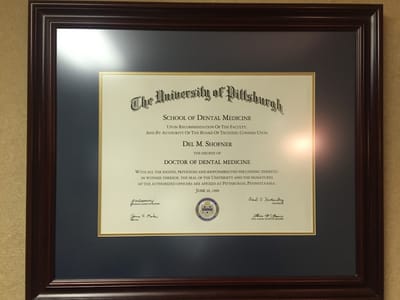 The University of Pittsburgh
SCHOOL OF DENTAL MEDICINE
UPON RECOMMENDATION OF THE FACULTY,
AND BY AUTHORITY OF THE BOARD OF TRUSTEES CONFERS UPON
DEL M. SHOFNER
THE DEGREE OF
DOCTOR OF DENTAL MEDICINE
WITH ALL THE RIGHTS, PRIVILEGES AND RESPONSIBILITIES THERETO PERTAINING
IN WITNESS THEREOF, THE SEAL OF THE UNIVERSITY AND THE SIGNATURES
OF THE AUTHORIZED OFFICERS ARE AFFIXED AT PITTSBURGH, PENNSYLVANIA,